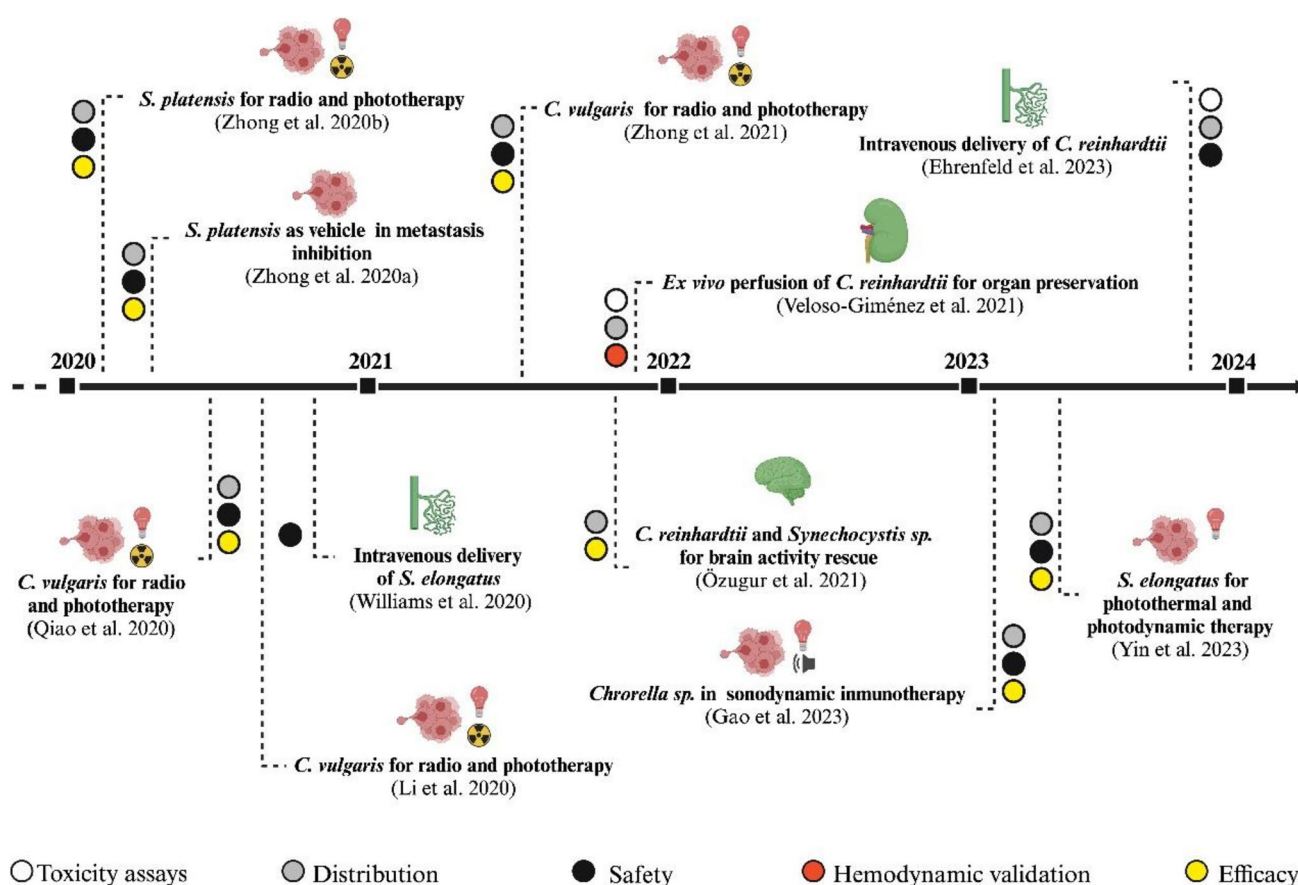 S. platensis for radio and phototherapy
(Zhong et al. 2020b)
C. vulgaris for radio and phototherapy
(Zhong et al. 2021)
Intravenous delivery of C. reinhardtii
(Ehrenfeld et al. 2023)
S. platensis as vehicle in metastasis
inhibition
(Zhong et al. 2020a)
Ex vivo perfusion of C. reinhardtii for organ preservation
(Veloso-Giménez et al. 2021)
2020
2021
2022
2023
2024
C. vulgaris for radio
and phototherapy
(Qiao et al. 2020)
Intravenous delivery
of S. elongatus
(Williams et al. 2020)
C. reinhardtii and Synechocystis sp.
for brain activity rescue
(Özugur et al. 2021)
S. elongatus for
photothermal and
photodynamic therapy
(Yin et al. 2023)
Chrorella sp. in sonodynamic inmunotherapy
(Gao et al. 2023)
C. vulgaris for radio and phototherapy
(Li et al. 2020)
Toxicity assays
Distribution
Safety
Hemodynamic validation
Efficacy